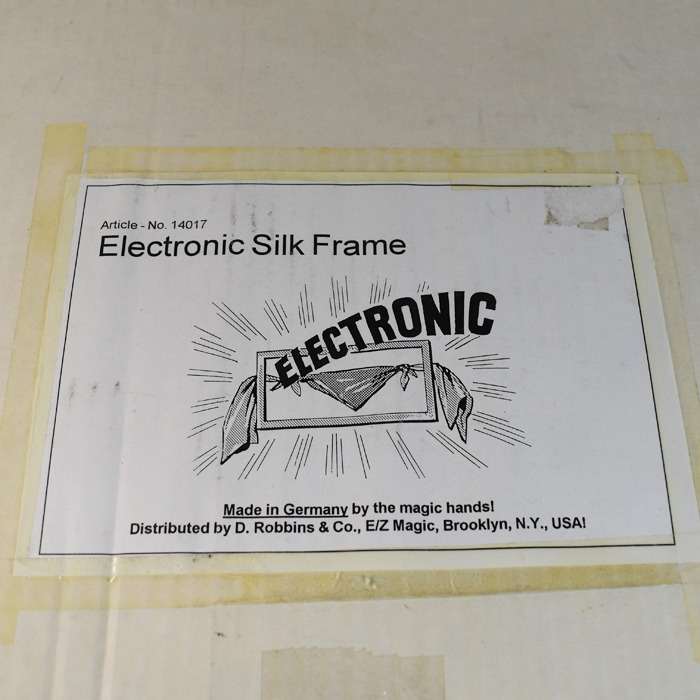 Article - No. 14017
Electronic Silk Frame
ELECTRONIC
Made in Germany by the magic hands!
Distributed by D. Robbins & Co., E/Z Magic, Brooklyn, N.Y., USA!